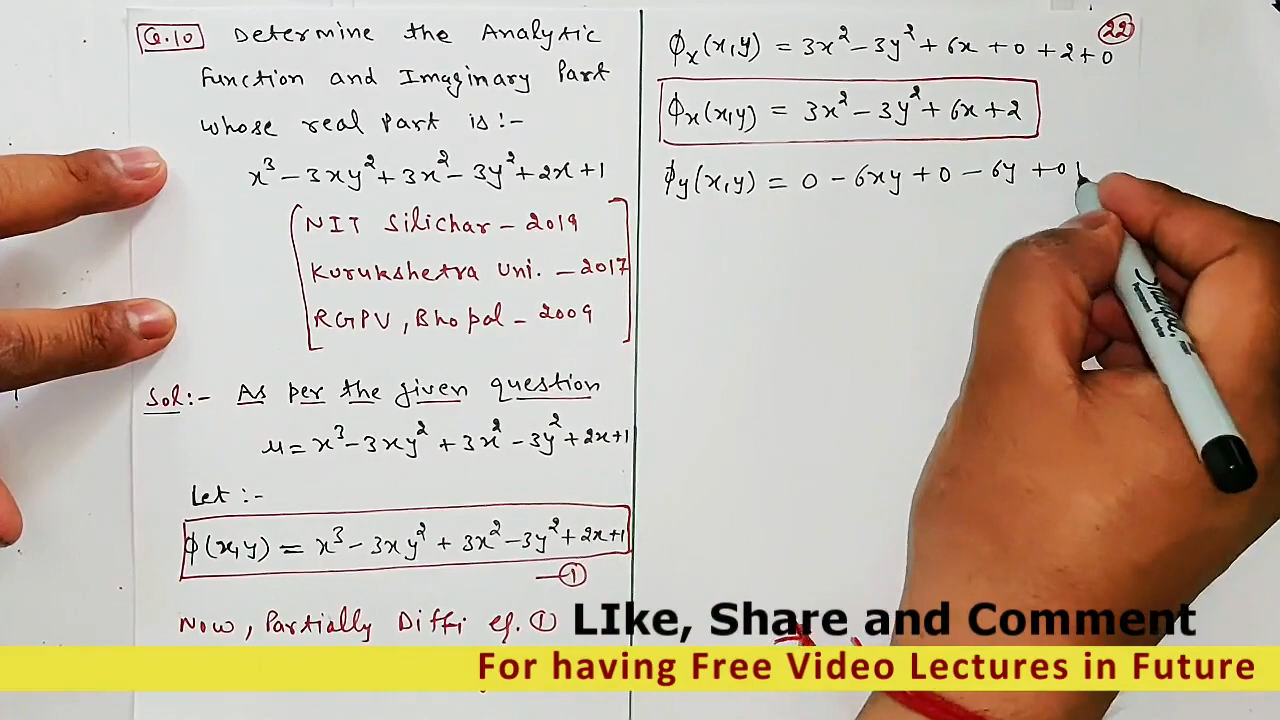 Q.10 Determine the Analytic
Function and Imaginary Part
whose real part is:-
x³ - 3xy² + 3x² - 3y² + 2x + 1
NIT Silichar - 2019
Kurukshetra Uni. - 2017
RGPV, Bhopal - 2009
Sol:- As per the given question
u = x³ - 3xy² + 3x² - 3y² + 2x + 1
Let :-
ϕ(x,y) = x³ - 3xy² + 3x² - 3y² + 2x + 1
— ①
Now, Partially Diffi eq. ①
22
ϕx(x,y) = 3x² - 3y² + 6x + 0 + 2 + 0
ϕx(x,y) = 3x² - 3y² + 6x + 2
ϕy(x,y) = 0 - 6xy + 0 - 6y + 0
LIke, Share and Comment
For having Free Video Lectures in Future